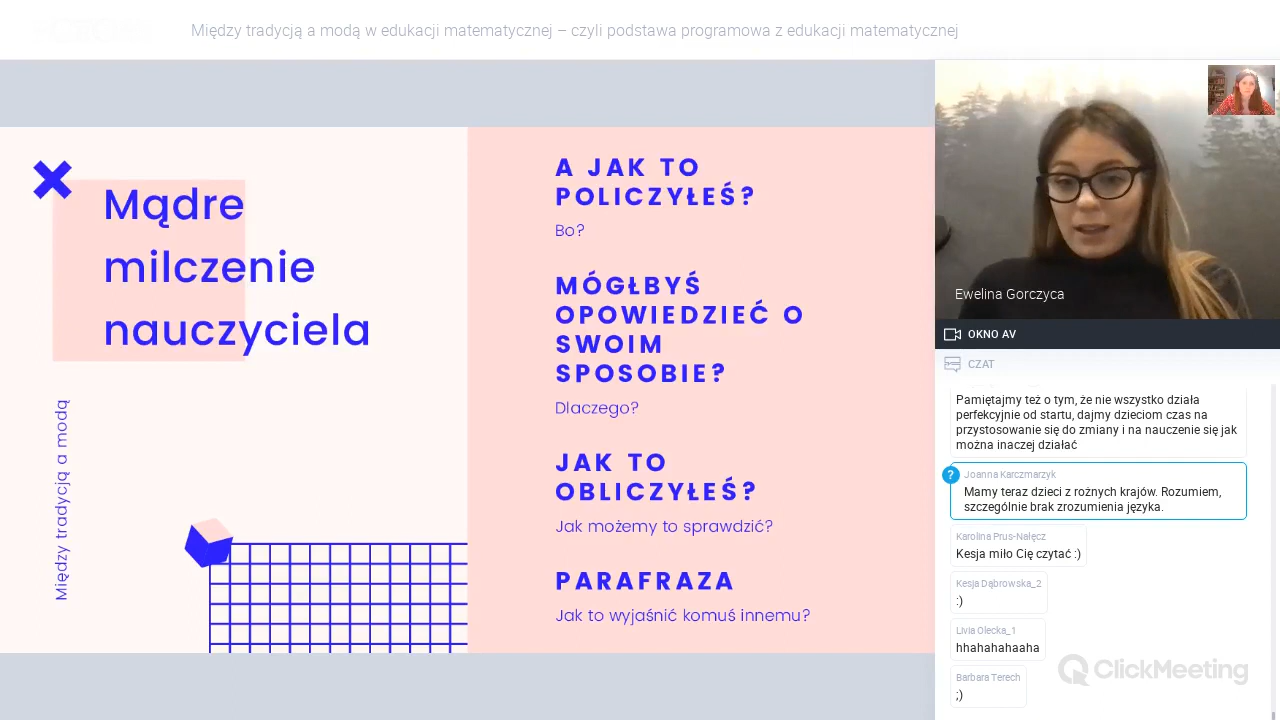 Między tradycją a modą w edukacji matematycznej – czyli podstawa programowa z edukacji matematycznej
Mądre
milczenie
nauczyciela
Między tradycją a modą
A JAK TO
POLICZYŁEŚ?
Bo?
MÓGŁBYŚ
OPOWIEDZIEĆ O
SWOIM
SPOSOBIE?
Dlaczego?
JAK TO
OBLICZYŁEŚ?
Jak możemy to sprawdzić?
PARAFRAZA
Jak to wyjaśnić komuś innemu?
Ewelina Gorczyca
OKNO AV
CZAT
Pamiętajmy też o tym, że nie wszystko działa
perfekcyjnie od startu, dajmy dzieciom czas na
przystosowanie się do zmiany i na nauczenie się jak
można inaczej działać
?
Joanna Karczmarzyk
Mamy teraz dzieci z rożnych krajów. Rozumiem,
szczególnie brak zrozumienia języka.
Karolina Prus-Nałęcz
Kesja miło Cię czytać :)
Kesja Dąbrowska_2
:)
Livia Olecka_1
hhahahahaaha
Barbara Terech
;)
ClickMeeting